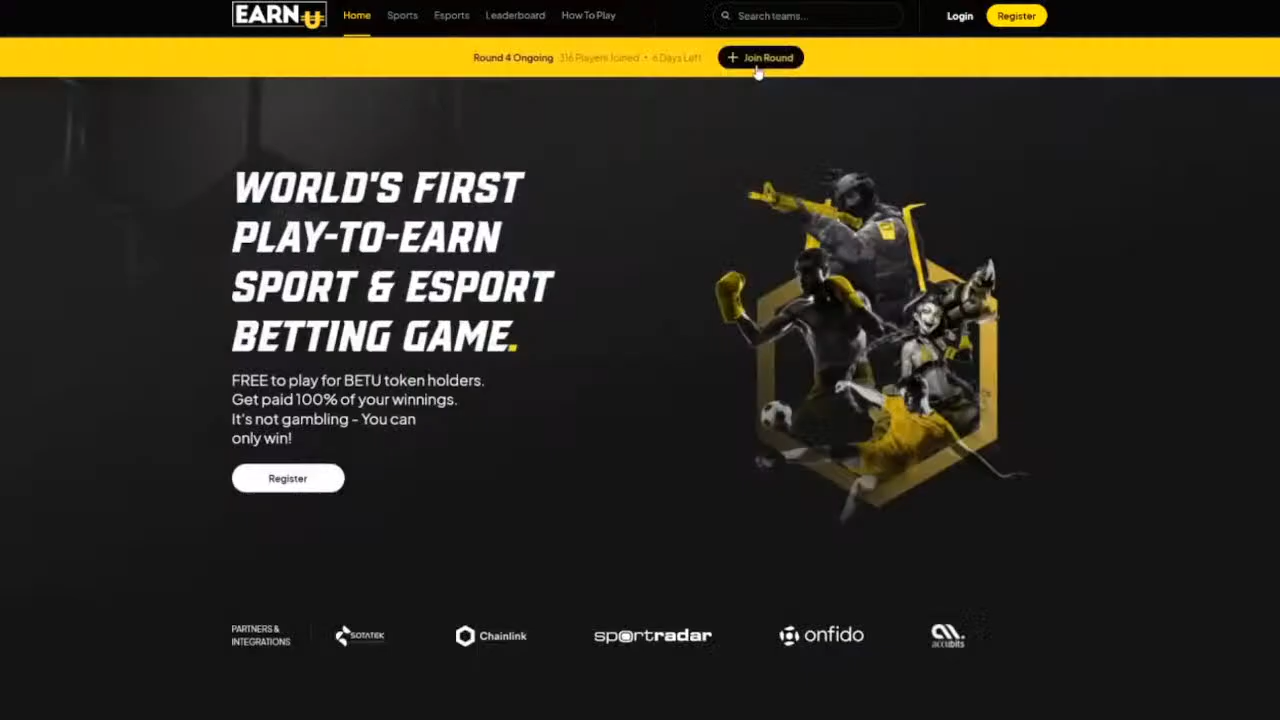 EARNU
Home Sports Esports Leaderboard How To Play
Search teams...
Login
Register
Round 4 Ongoing 316 Players Joined • 6 Days Left
Join Round
WORLD'S FIRST
PLAY-TO-EARN
SPORT & ESPORT
BETTING GAME.
FREE to play for BETU token holders.
Get paid 100% of your winnings.
It's not gambling - You can
only win!
Register
PARTNERS &
INTEGRATIONS
SOTATEK
Chainlink
sportradar
onfido
accubits